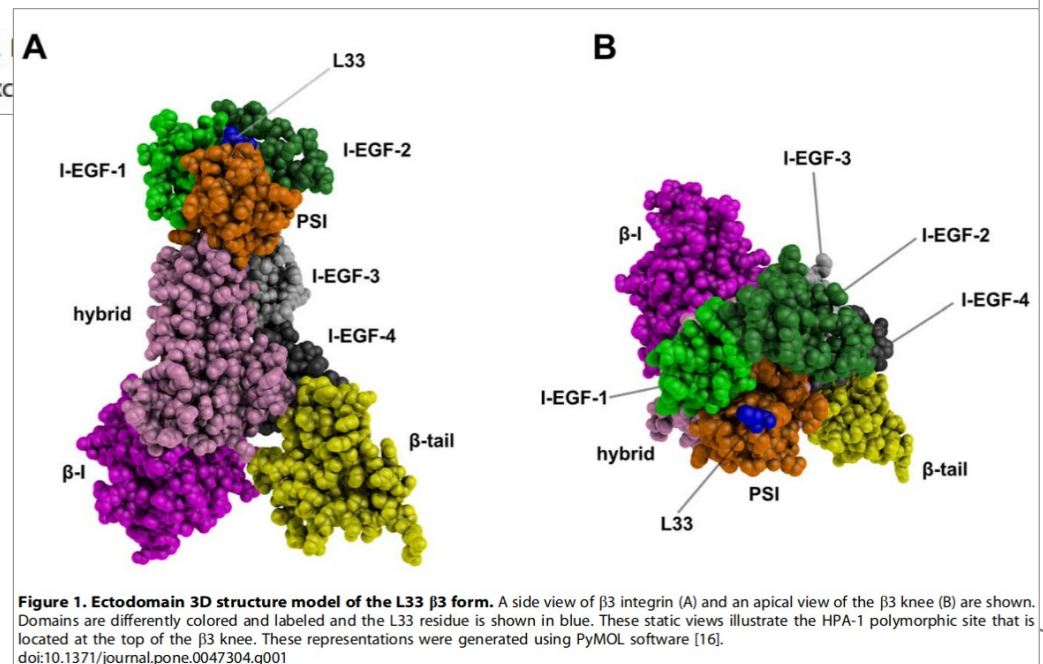 A
L33
I-EGF-1
I-EGF-2
PSI
I-EGF-3
hybrid
I-EGF-4
β-I
β-tail
B
I-EGF-3
β-I
I-EGF-2
I-EGF-4
I-EGF-1
hybrid
β-tail
PSI
L33
Figure 1. Ectodomain 3D structure model of the L33 β3 form. A side view of β3 integrin (A) and an apical view of the β3 knee (B) are shown.
Domains are differently colored and labeled and the L33 residue is shown in blue. These static views illustrate the HPA-1 polymorphic site that is
located at the top of the β3 knee. These representations were generated using PyMOL software [16].
doi:10.1371/journal.pone.0047304.g001